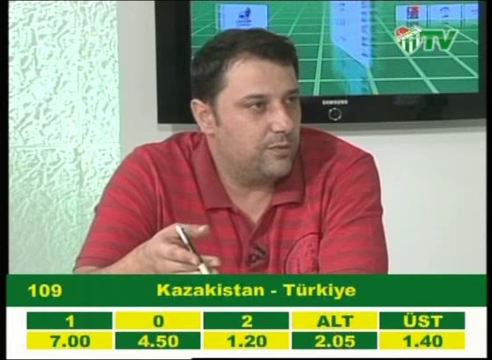 TV
SAMSUNG
109 Kazakistan - Türkiye
1 0 2 ALT ÜST
7.00 4.50 1.20 2.05 1.40